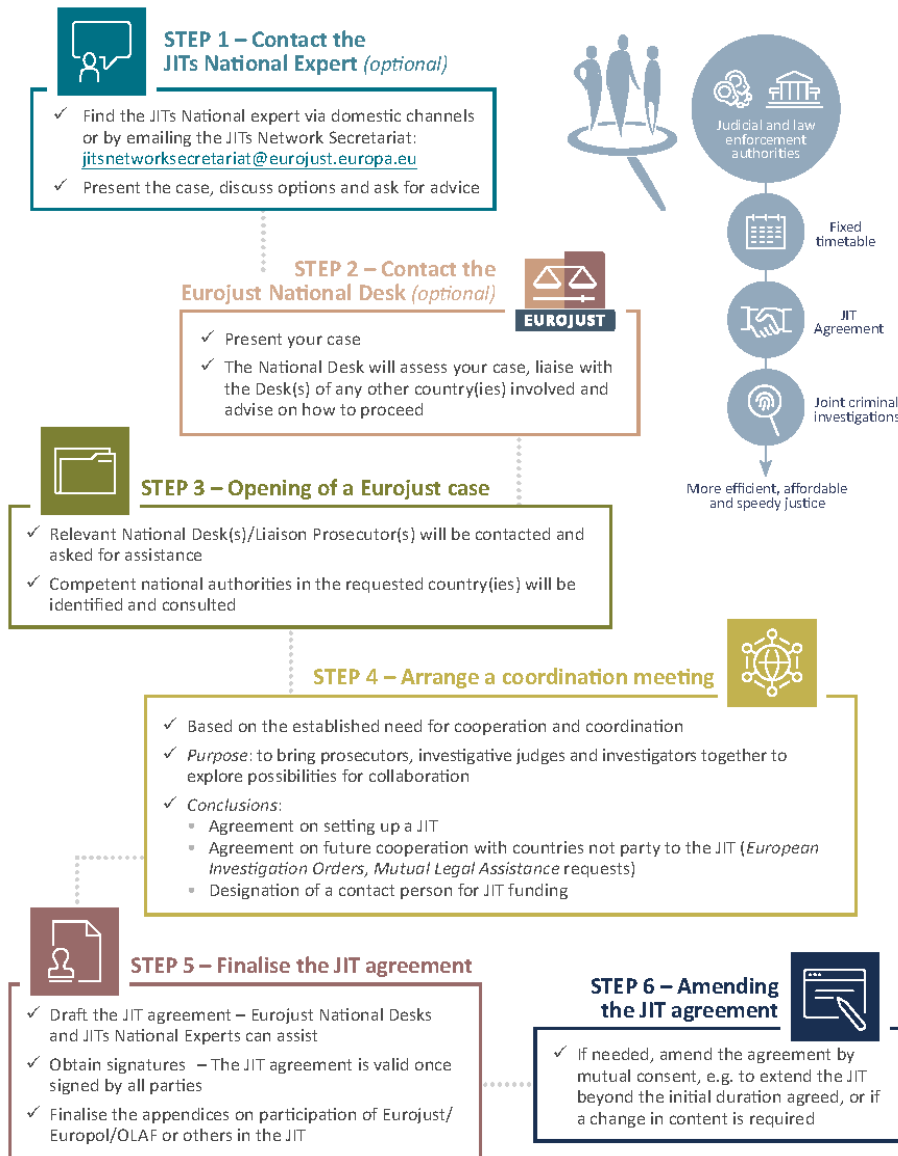 STEP 1 – Contact the
JITs National Expert (optional)
✓ Find the JITs National expert via domestic channels
or by emailing the JITs Network Secretariat:
jitsnetworksecretariat@eurojust.europa.eu
✓ Present the case, discuss options and ask for advice
Judicial and law
enforcement
authorities
Fixed
timetable
JIT
Agreement
Joint criminal
investigations
More efficient, affordable
and speedy justice
STEP 2 – Contact the
Eurojust National Desk (optional)
EUROJUST
✓ Present your case
✓ The National Desk will assess your case, liaise with
the Desk(s) of any other country(ies) involved and
advise on how to proceed
STEP 3 – Opening of a Eurojust case
✓ Relevant National Desk(s)/Liaison Prosecutor(s) will be contacted and
asked for assistance
✓ Competent national authorities in the requested country(ies) will be
identified and consulted
STEP 4 – Arrange a coordination meeting
✓ Based on the established need for cooperation and coordination
✓ Purpose: to bring prosecutors, investigative judges and investigators together to
explore possibilities for collaboration
✓ Conclusions:
• Agreement on setting up a JIT
• Agreement on future cooperation with countries not party to the JIT (European
Investigation Orders, Mutual Legal Assistance requests)
• Designation of a contact person for JIT funding
STEP 5 – Finalise the JIT agreement
✓ Draft the JIT agreement – Eurojust National Desks
and JITs National Experts can assist
✓ Obtain signatures – The JIT agreement is valid once
signed by all parties
✓ Finalise the appendices on participation of Eurojust/
Europol/OLAF or others in the JIT
STEP 6 – Amending
the JIT agreement
✓ If needed, amend the agreement by
mutual consent, e.g. to extend the JIT
beyond the initial duration agreed, or if
a change in content is required